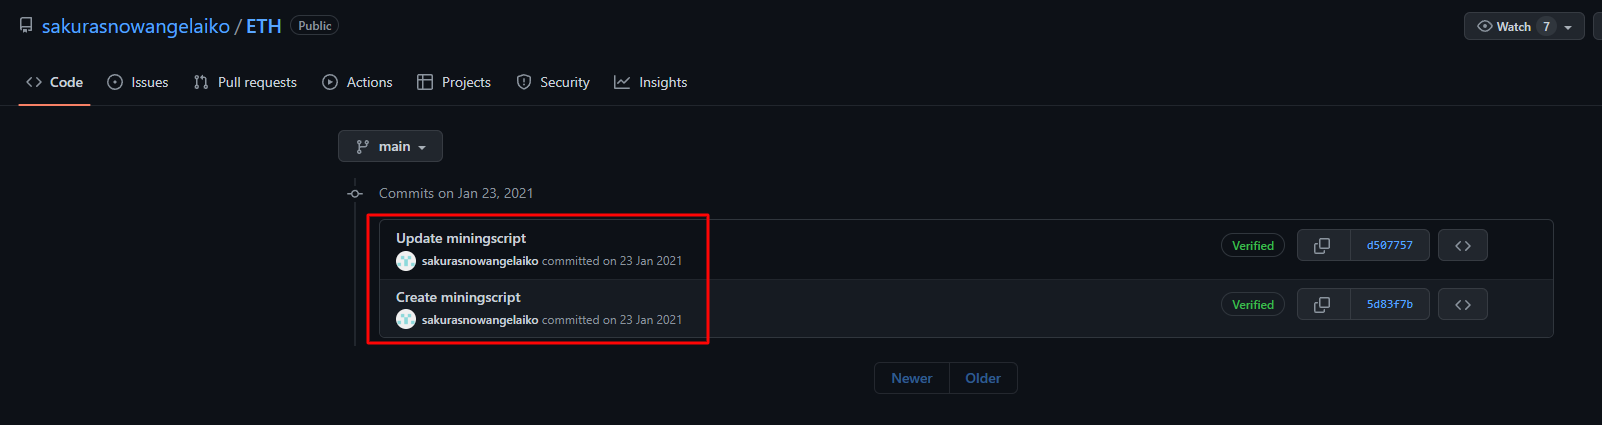 sakurasnowangelaiko / ETH Public
Watch 7
Code Issues Pull requests Actions Projects Security Insights
main
Commits on Jan 23, 2021
Update miningscript
sakurasnowangelaiko committed on 23 Jan 2021
Verified d507757
Create miningscript
sakurasnowangelaiko committed on 23 Jan 2021
Verified 5d83f7b
Newer Older